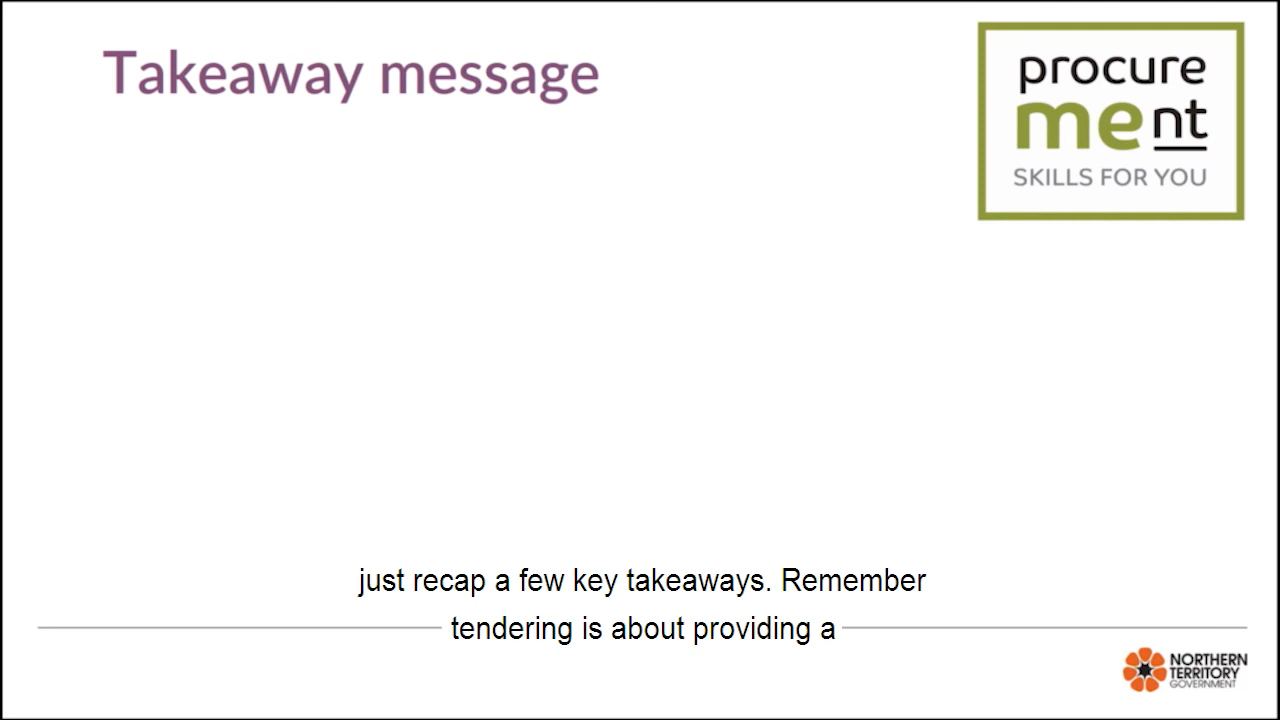 Takeaway message
procure
ment
SKILLS FOR YOU
just recap a few key takeaways. Remember
tendering is about providing a
NORTHERN
TERRITORY
GOVERNMENT